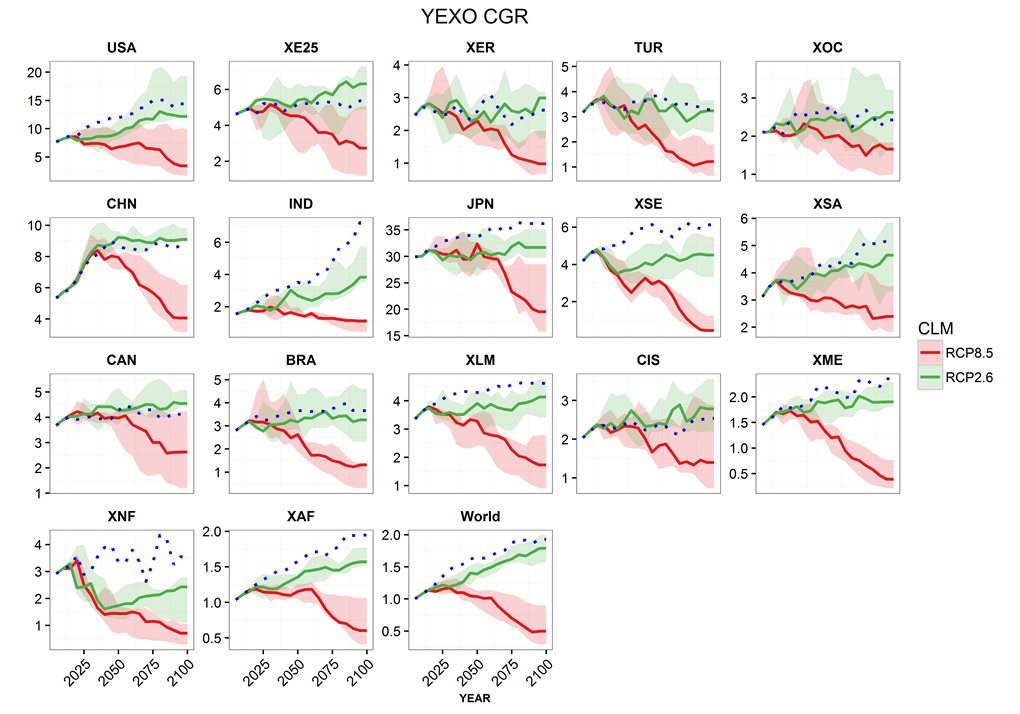 YEXO CGR
USA XE25 XER TUR XOC
20 15 10 5
6 4 2
4 3 2 1
5 4 3 2 1
3 2 1
CHN IND JPN XSE XSA
10 8 6 4
6 4 2
35 30 25 20 15
6 4 2
6 5 4 3 2
CLM
RCP8.5
RCP2.6
CAN BRA XLM CIS XME
5 4 3 2 1
5 4 3 2 1
4 3 2 1
3 2 1
2.0 1.5 1.0 0.5
XNF XAF World
4 3 2 1
2.0 1.5 1.0 0.5
2.0 1.5 1.0 0.5
2025 2050 2075 2100 2025 2050 2075 2100 2025 2050 2075 2100
YEAR